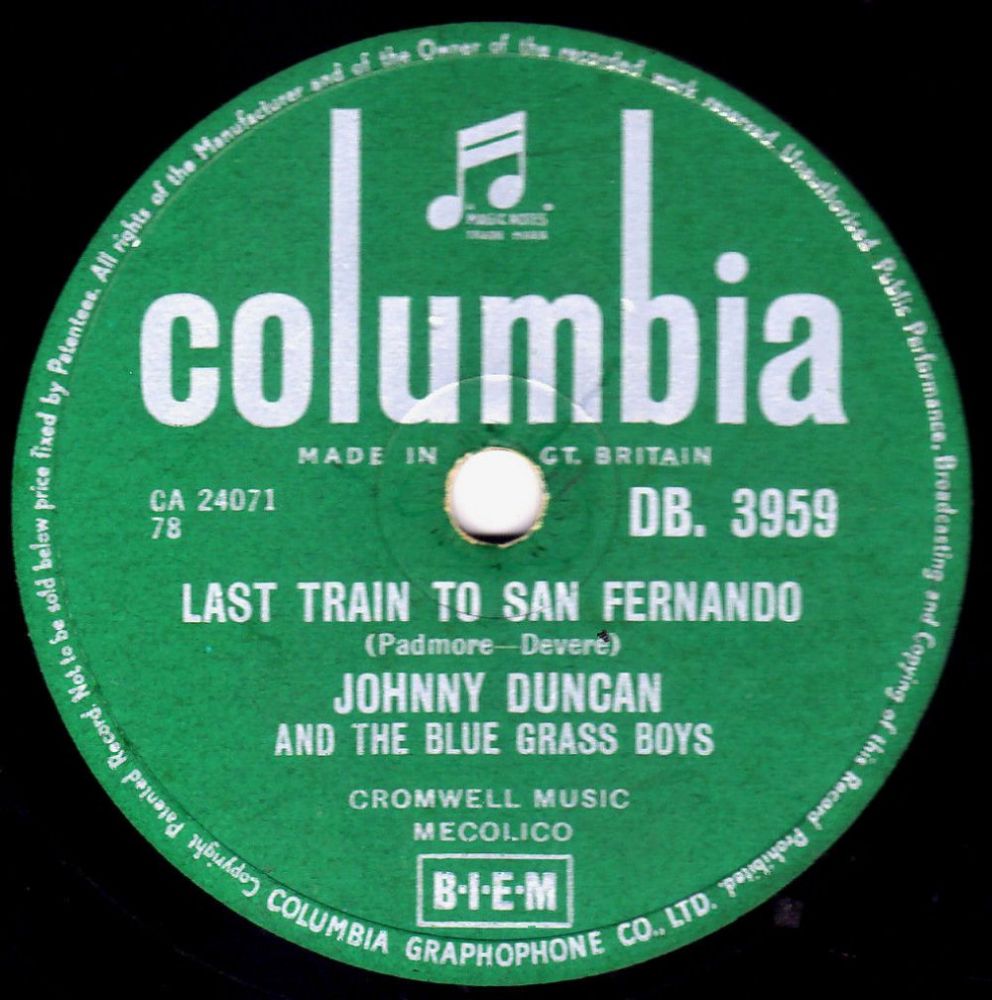 "MAGIC NOTES"
TRADE MARK
columbia
MADE IN GT. BRITAIN
CA 24071
78
DB. 3959
LAST TRAIN TO SAN FERNANDO
(Padmore—Devere)
JOHNNY DUNCAN
AND THE BLUE GRASS BOYS
CROMWELL MUSIC
MECOLICO
B·I·E·M
COLUMBIA GRAPHOPHONE CO., LTD.
Copyright Patented Record. Not to be sold below price fixed by Patentees. All rights of the Manufacturer and of the Owner of the recorded work reserved. Unauthorised Public Performance, Broadcasting and Copying of this Record Prohibited.